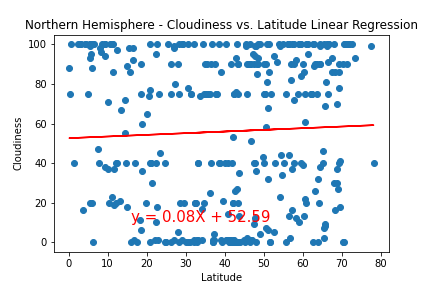 Northern Hemisphere - Cloudiness vs. Latitude Linear Regression
100
80
60
40
20
0
Cloudiness
y = 0.08X + 52.59
0 10 20 30 40 50 60 70 80
Latitude